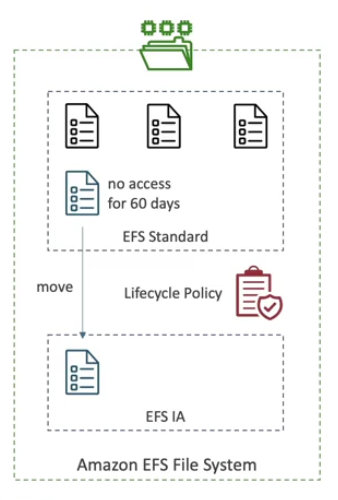 no access
for 60 days
EFS Standard
move
Lifecycle Policy
EFS IA
Amazon EFS File System